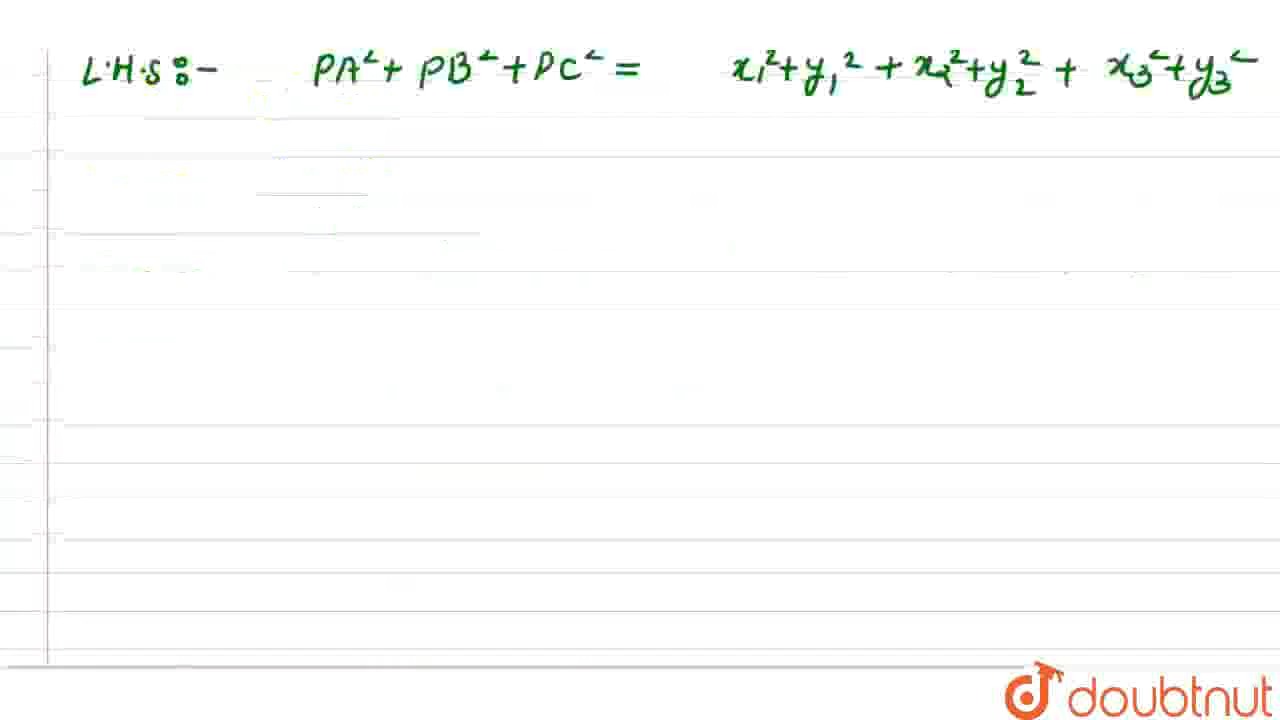 L.H.S :- PA² + PB² + PC² = x₁² + y₁² + x₂² + y₂² + x₃² + y₃²
doubtnut